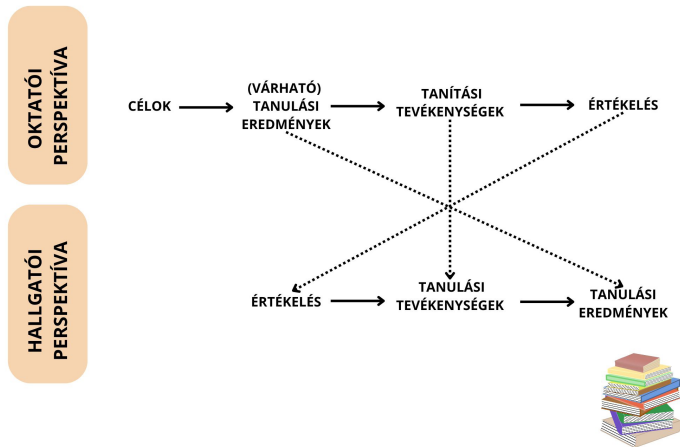 OKTATÓI
PERSPEKTÍVA
CÉLOK
(VÁRHATÓ)
TANULÁSI
EREDMÉNYEK
TANÍTÁSI
TEVÉKENYSÉGEK
ÉRTÉKELÉS
HALLGATÓI
PERSPEKTÍVA
ÉRTÉKELÉS
TANULÁSI
TEVÉKENYSÉGEK
TANULÁSI
EREDMÉNYEK